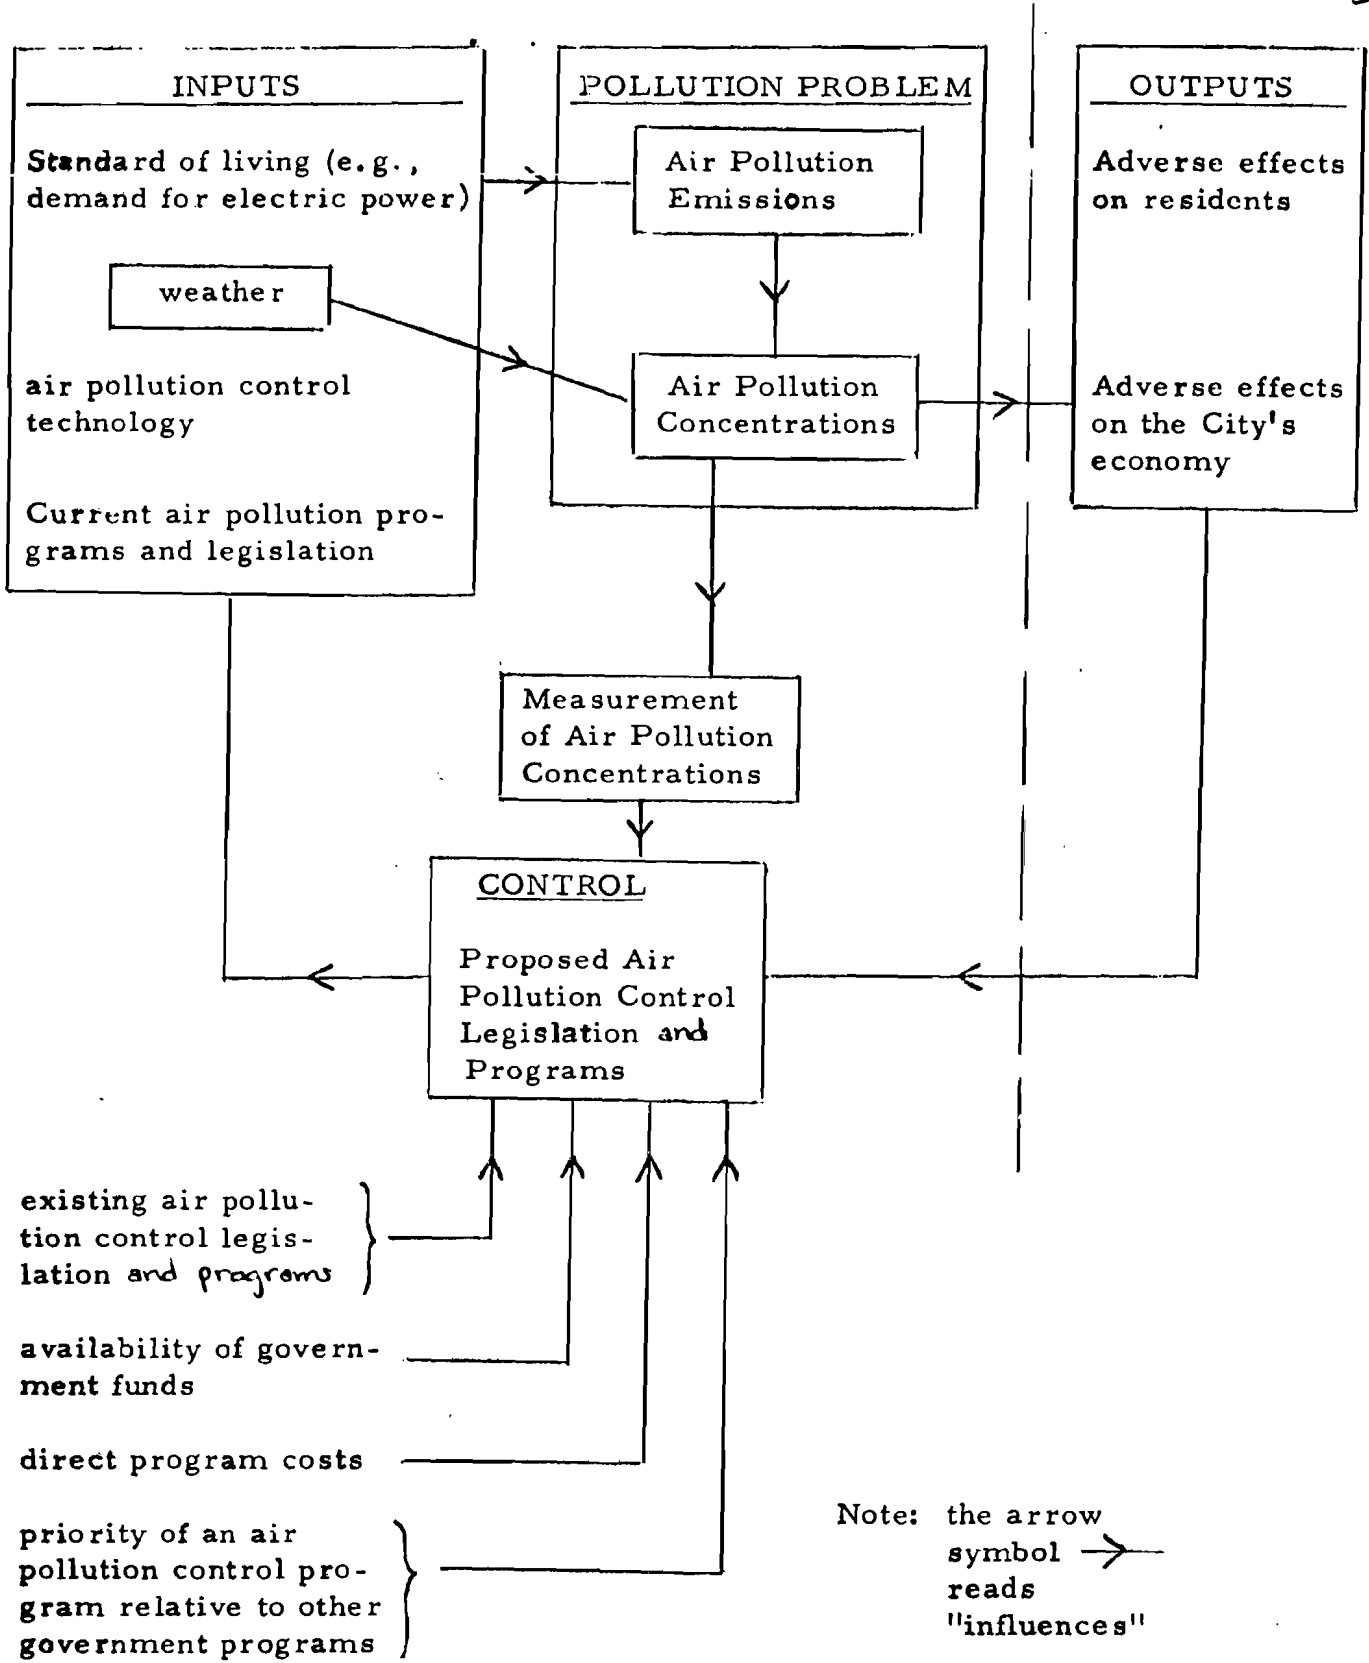 INPUTS
Standard of living (e.g.,
demand for electric power)
weather
air pollution control
technology
Current air pollution pro-
grams and legislation
POLLUTION PROBLEM
Air Pollution
Emissions
Air Pollution
Concentrations
OUTPUTS
Adverse effects
on residents
Adverse effects
on the City's
economy
Measurement
of Air Pollution
Concentrations
CONTROL
Proposed Air
Pollution Control
Legislation and
Programs
existing air pollu-
tion control legis-
lation and programs
availability of govern-
ment funds
direct program costs
priority of an air
pollution control pro-
gram relative to other
government programs
Note: the arrow
symbol
reads
"influences"